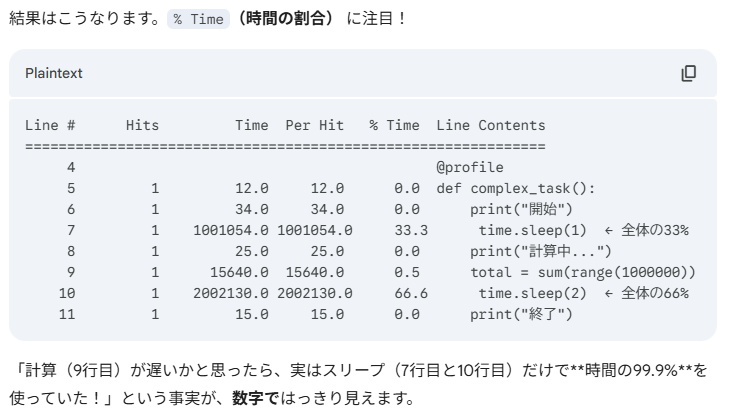 結果はこうなります。 % Time （時間の割合） に注目！
Plaintext
Line #      Hits         Time  Per Hit   % Time  Line Contents
==============================================================
     4                                           @profile
     5         1         12.0     12.0      0.0  def complex_task():
     6         1         34.0     34.0      0.0      print("開始")
     7         1    1001054.0 1001054.0     33.3      time.sleep(1)  ← 全体の33%
     8         1         25.0     25.0      0.0      print("計算中...")
     9         1      15640.0  15640.0      0.5      total = sum(range(1000000))
    10         1    2002130.0 2002130.0     66.6      time.sleep(2)  ← 全体の66%
    11         1         15.0     15.0      0.0      print("終了")
「計算（9行目）が遅いかと思ったら、実はスリープ（7行目と10行目）だけで**時間の99.9%**を
使っていた！」という事実が、数字ではっきり見えます。